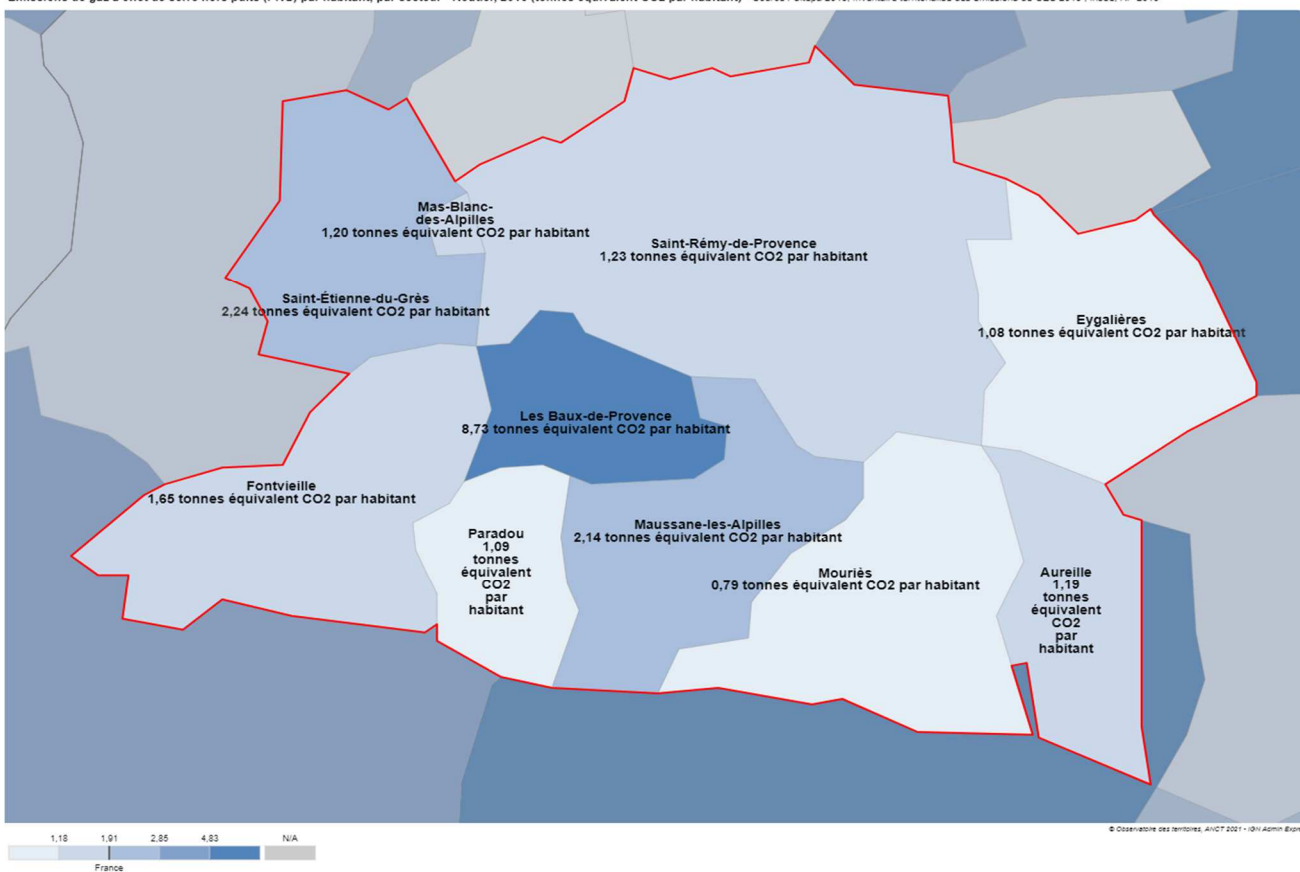 Mas-Blanc-
des-Alpilles
1,20 tonnes équivalent CO2 par habitant
Saint-Rémy-de-Provence
1,23 tonnes équivalent CO2 par habitant
Saint-Étienne-du-Grès
2,24 tonnes équivalent CO2 par habitant
Eygalières
1,08 tonnes équivalent CO2 par habitant
Les Baux-de-Provence
8,73 tonnes équivalent CO2 par habitant
Fontvieille
1,65 tonnes équivalent CO2 par habitant
Paradou
1,09
tonnes
équivalent
CO2
par
habitant
Maussane-les-Alpilles
2,14 tonnes équivalent CO2 par habitant
Mouriès
0,79 tonnes équivalent CO2 par habitant
Aureille
1,19
tonnes
équivalent
CO2
par
habitant
© Observatoire des territoires, ANCT 2021 - IGN Admin
1,18 1,91 2,85 4,83 N/A
France